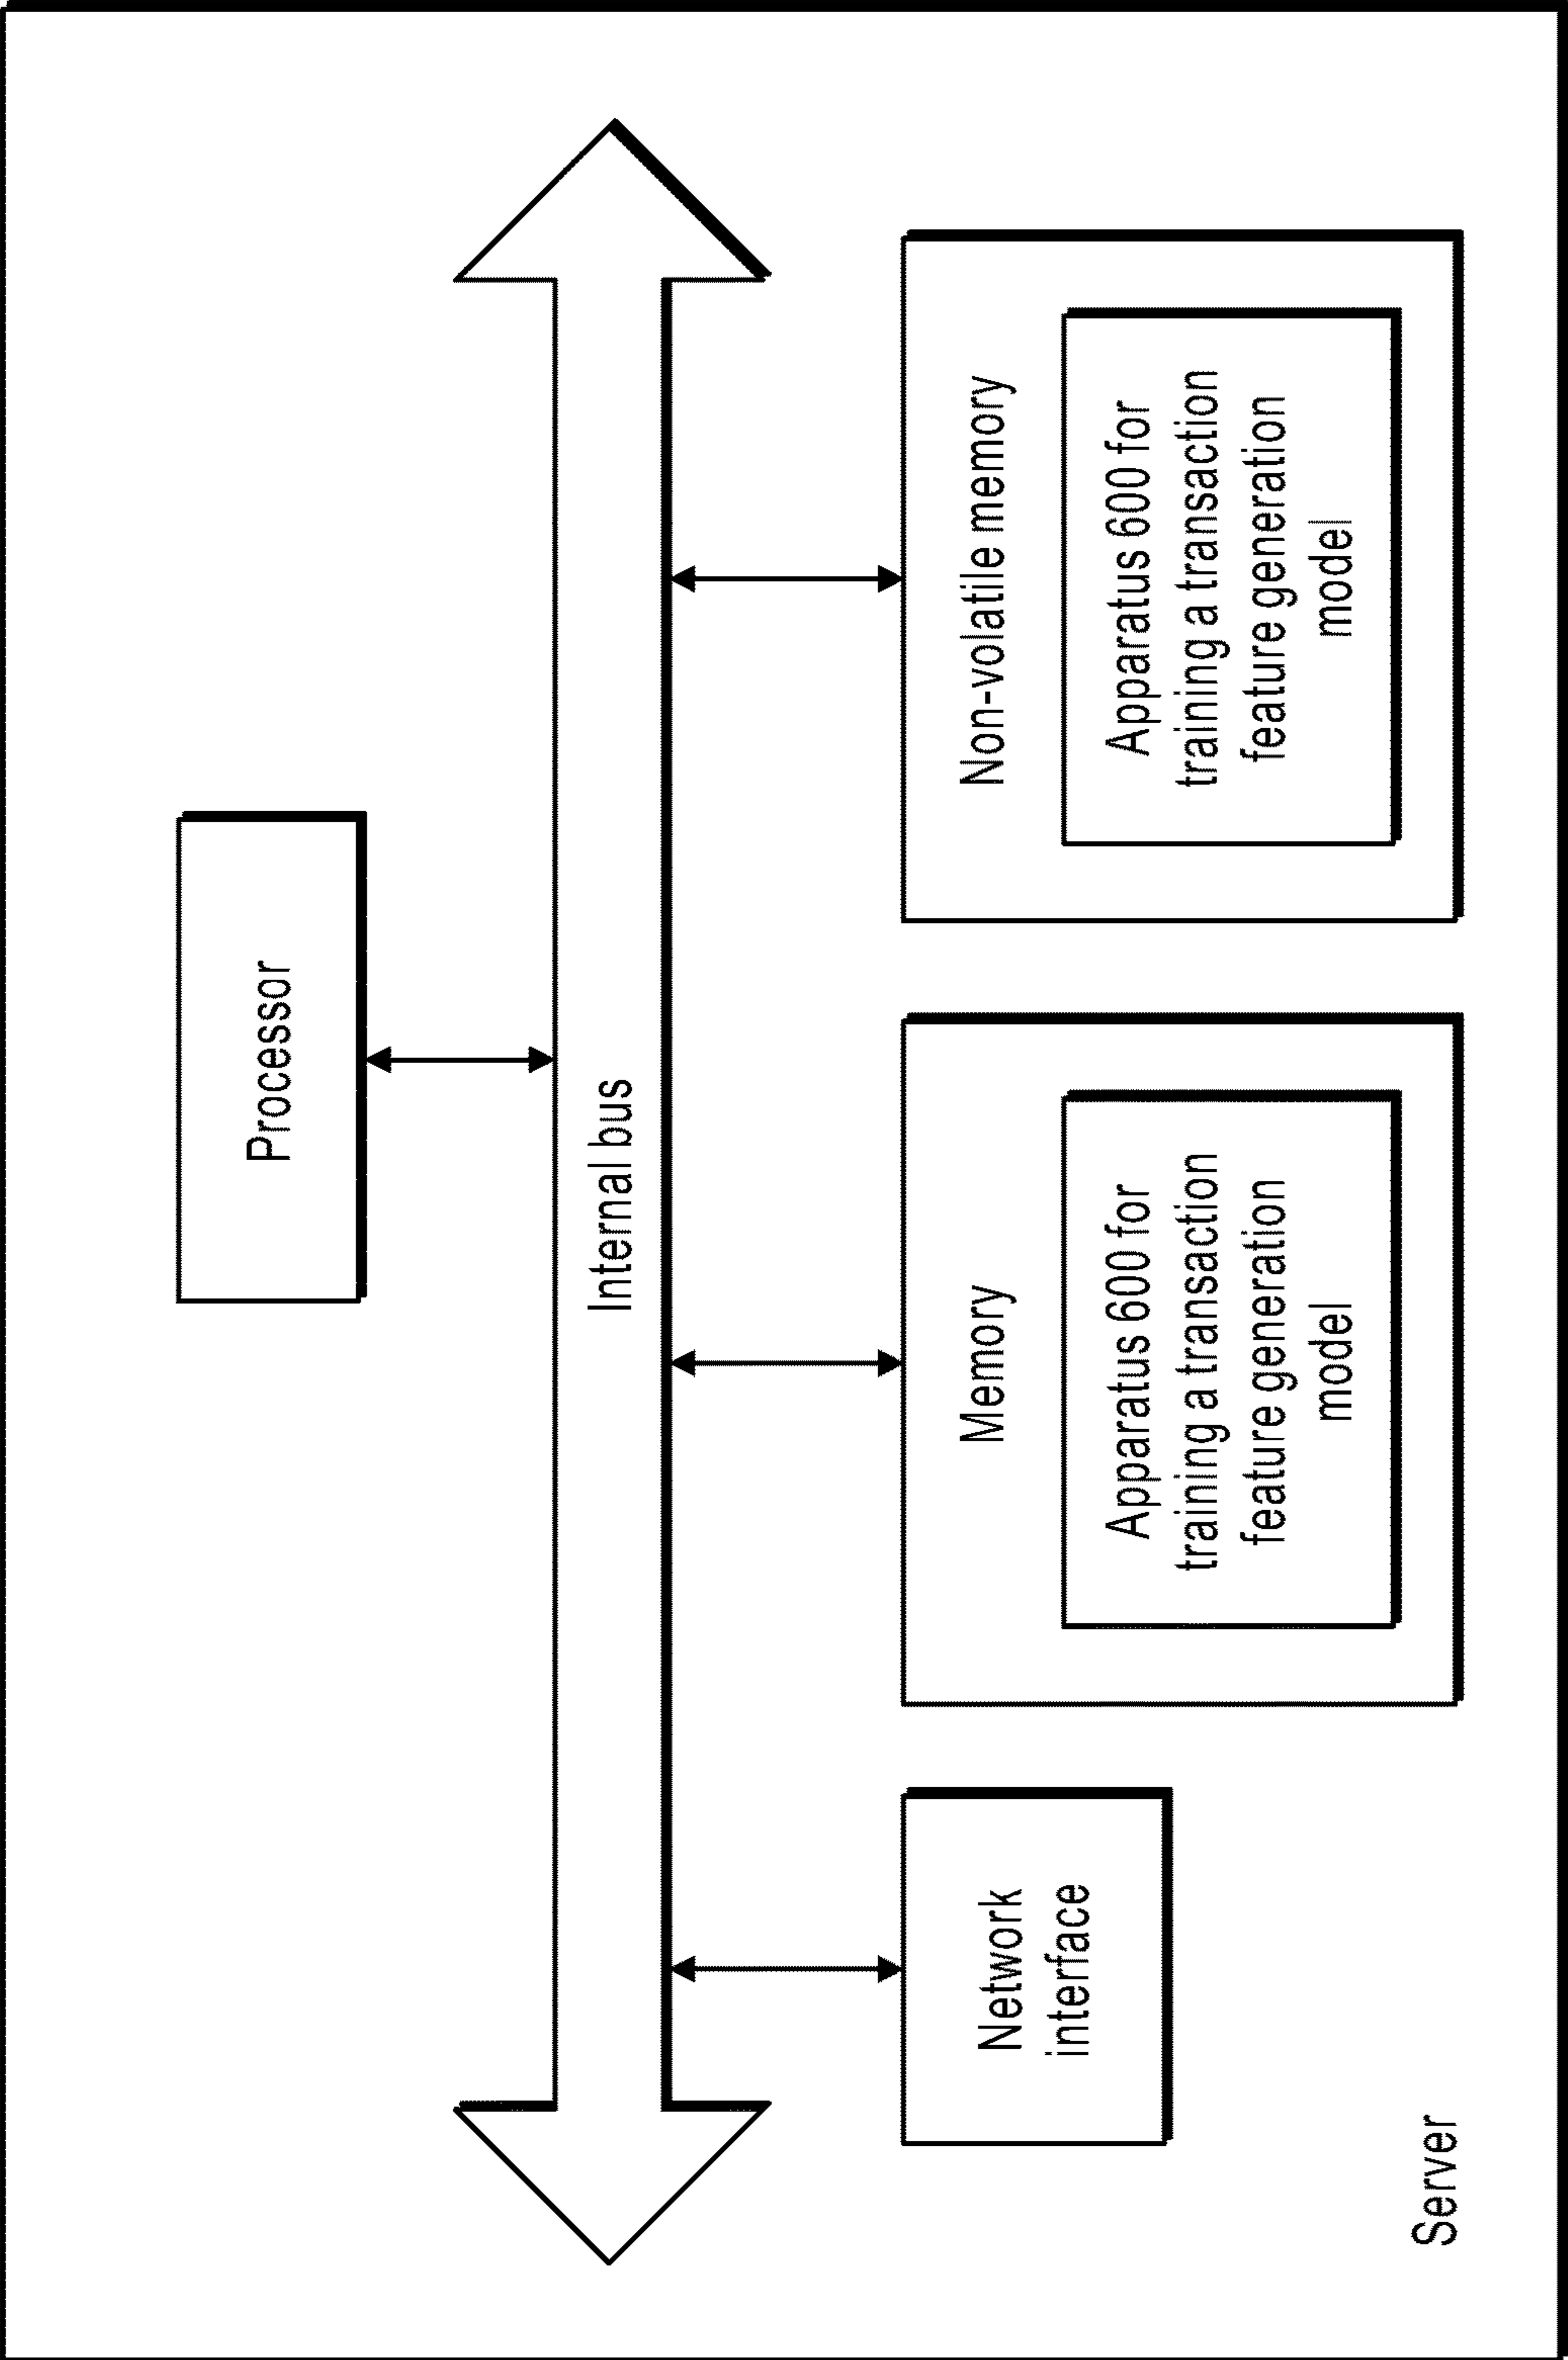 Processor
Internal bus
Network
interface
Memory
Apparatus 600 for
training a transaction
feature generation
model
Non-volatile memory
Apparatus 600 for
training a transaction
feature generation
model
Server